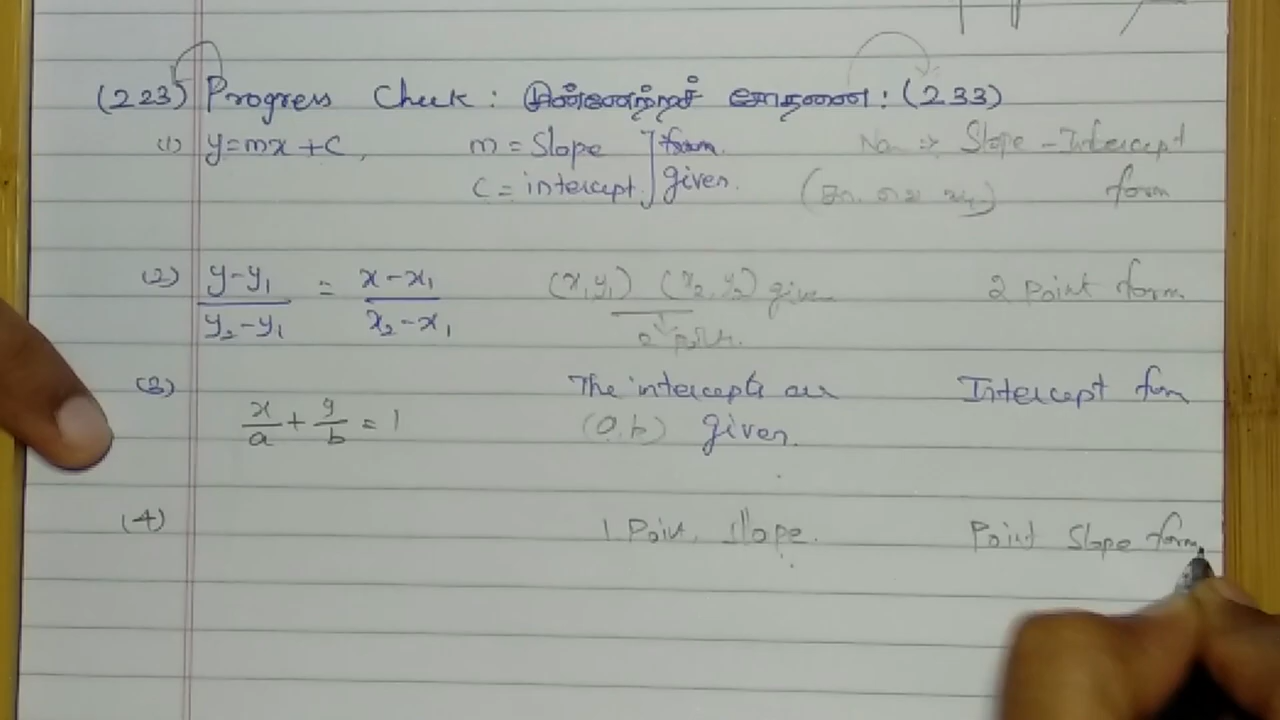 (223) Progress Check: முன்னேற்றச் சோதனை: (233)
(1) y=mx+c, m = Slope ] form Slope-Intercept
c = intercept ] given. form
(2) y-y₁/y₂-y₁ = x-x₁/x₂-x₁ (x,y₁) (x₂,y₂) given 2 Point form
(3) The intercepts are Intercept form
x/a + y/b = 1 (a,b) given.
(4) 1 Point, slope. Point Slope form